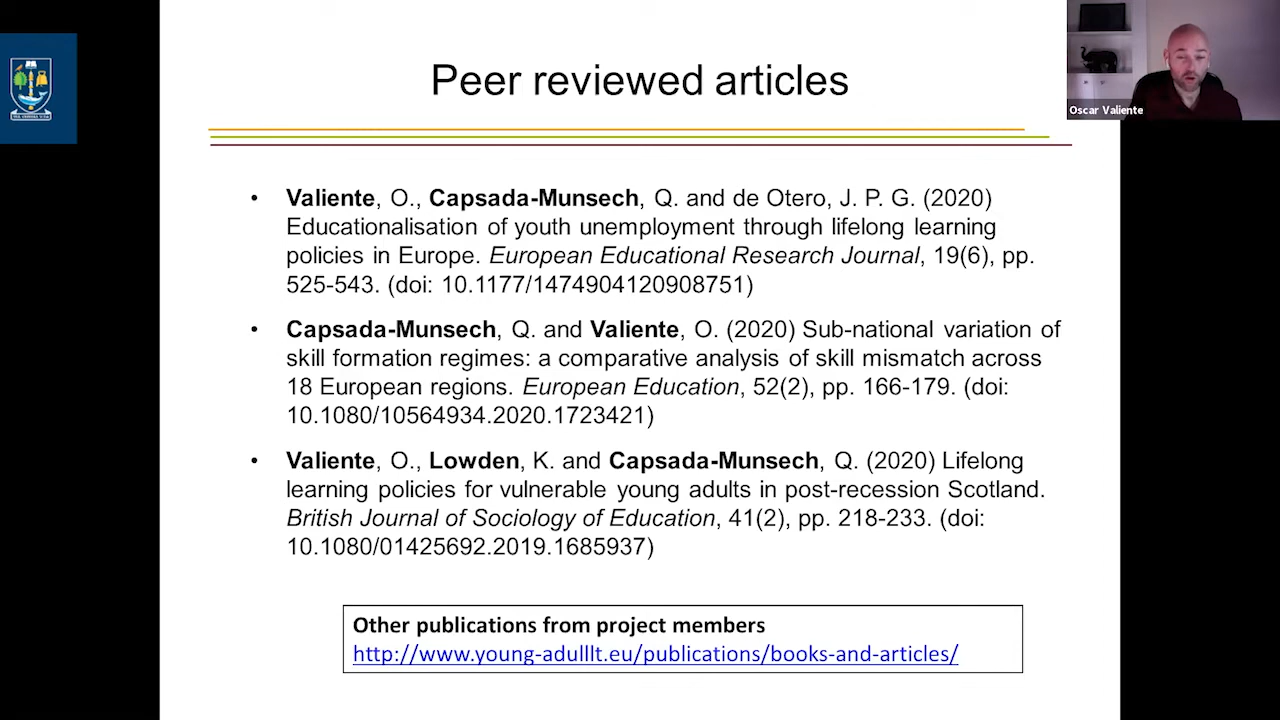 Peer reviewed articles
Oscar Valiente
• Valiente, O., Capsada-Munsech, Q. and de Otero, J. P. G. (2020)
Educationalisation of youth unemployment through lifelong learning
policies in Europe. European Educational Research Journal, 19(6), pp.
525-543. (doi: 10.1177/1474904120908751)
• Capsada-Munsech, Q. and Valiente, O. (2020) Sub-national variation of
skill formation regimes: a comparative analysis of skill mismatch across
18 European regions. European Education, 52(2), pp. 166-179. (doi:
10.1080/10564934.2020.1723421)
• Valiente, O., Lowden, K. and Capsada-Munsech, Q. (2020) Lifelong
learning policies for vulnerable young adults in post-recession Scotland.
British Journal of Sociology of Education, 41(2), pp. 218-233. (doi:
10.1080/01425692.2019.1685937)
Other publications from project members
http://www.young-adulllt.eu/publications/books-and-articles/